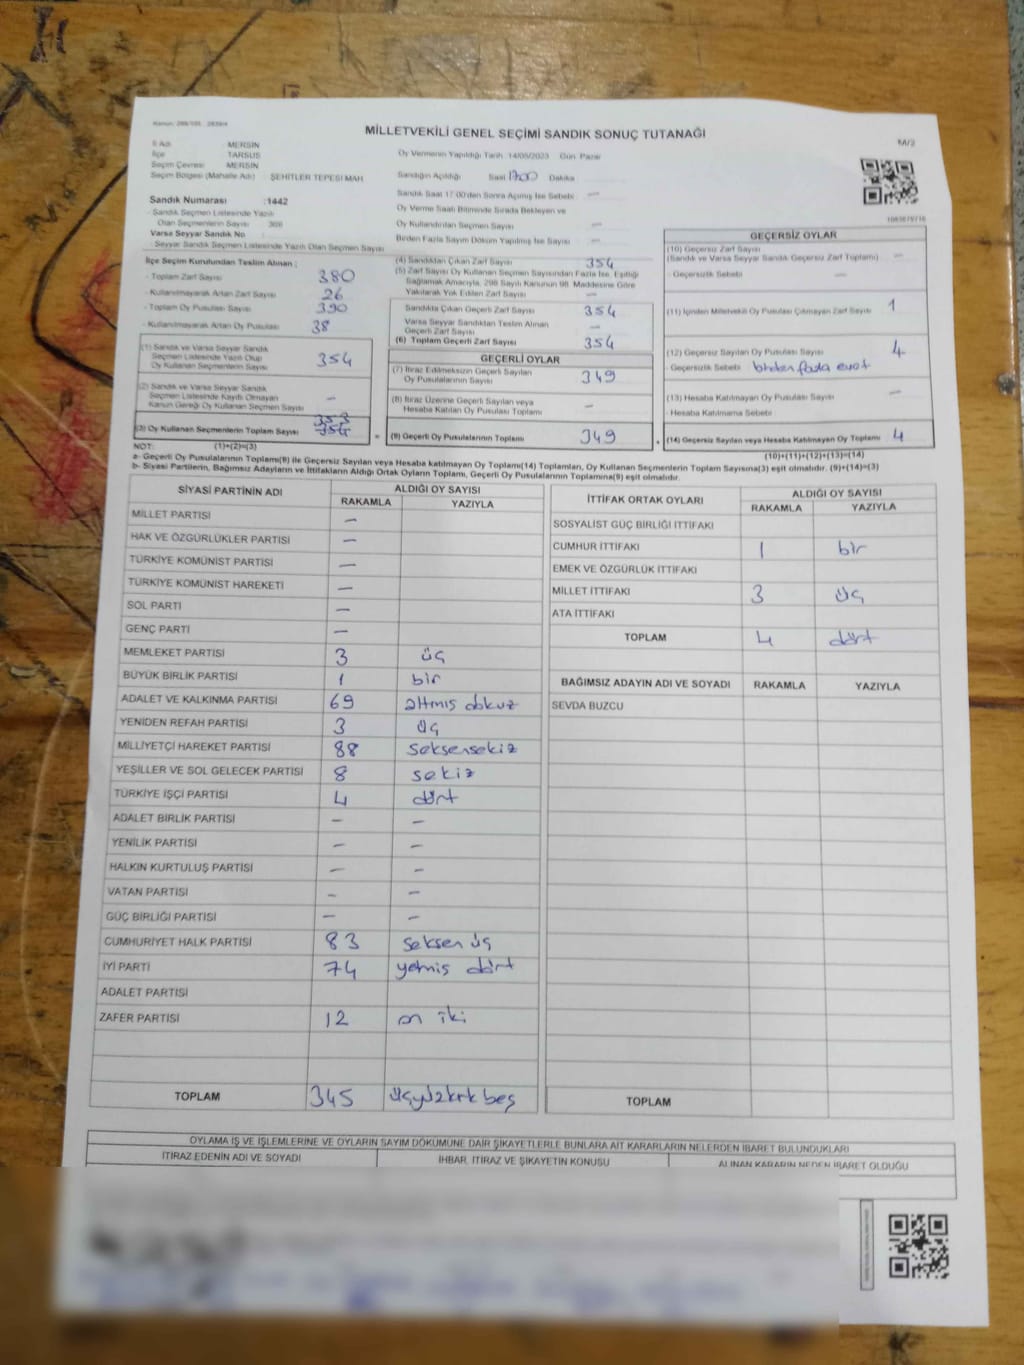 MİLLETVEKİLİ GENEL SEÇİMİ SANDIK SONUÇ TUTANAĞI
İl Adı MERSİN
İlçe TARSUS
Seçim Çevresi MERSİN
Seçim Bölgesi (Mahalle Adı) ŞEHİTLER TEPESİ MAH.
Oy Vermenin Yapıldığı Tarih 14/05/2023 Gün Pazar
Sandığın Açıldığı Saat 1700 Dakika
Sandık Saat 17:00'den Sonra Açılmış İse Sebebi —
Oy Verme Saati Bitiminde Sırada Bekleyen ve
Oy Kullandırılan Seçmen Sayısı —
Birden Fazla Sayım Döküm Yapılmış İse Sayısı —
Sandık Numarası :1442
- Sandık Seçmen Listesinde Yazılı
Olan Seçmenlerin Sayısı
Varsa Seyyar Sandık No
- Seyyar Sandık Seçmen Listesinde Yazılı Olan Seçmen Sayısı
İlçe Seçim Kurulundan Teslim Alınan ;
- Toplam Zarf Sayısı 380
- Kullanılmayarak Artan Zarf Sayısı 26
- Toplam Oy Pusulası Sayısı 390
- Kullanılmayarak Artan Oy Pusulası 38
(1) Sandık ve Varsa Seyyar Sandık
Seçmen Listesinde Yazılı Olup
Oy Kullanan Seçmenlerin Sayısı 354
(2) Sandık ve Varsa Seyyar Sandık
Seçmen Listesinde Kayıtlı Olmayan
Kanun Gereği Oy Kullanan Seçmen Sayısı —
(3) Oy Kullanan Seçmenlerin Toplam Sayısı 353 354
(4) Sandıktan Çıkan Zarf Sayısı 354
(5) Zarf Sayısı Oy Kullanan Seçmen Sayısından Fazla İse, Eşitliği
Sağlamak Amacıyla, 298 Sayılı Kanunun 98. Maddesine Göre
Yakılarak Yok Edilen Zarf Sayısı —
Sandıkta Çıkan Geçerli Zarf Sayısı 354
Varsa Seyyar Sandıktan Teslim Alınan
Geçerli Zarf Sayısı —
(6) Toplam Geçerli Zarf Sayısı 354
GEÇERLİ OYLAR
(7) İtiraz Edilmeksizin Geçerli Sayılan
Oy Pusulalarının Sayısı 349
(8) İtiraz Üzerine Geçerli Sayılan veya
Hesaba Katılan Oy Pusulası Toplamı —
(9) Geçerli Oy Pusulalarının Toplamı 349
M/3
GEÇERSİZ OYLAR
(10) Geçersiz Zarf Sayısı
(Sandık ve Varsa Seyyar Sandık Geçersiz Zarf Toplamı) —
- Geçersizlik Sebebi —
(11) İçinden Milletvekili Oy Pusulası Çıkmayan Zarf Sayısı 1
(12) Geçersiz Sayılan Oy Pusulası Sayısı 4
- Geçersizlik Sebebi birden fazla evet
(13) Hesaba Katılmayan Oy Pusulası Sayısı —
- Hesaba Katılmama Sebebi
(14) Geçersiz Sayılan veya Hesaba Katılmayan Oy Toplamı 4
NOT: (1)+(2)=(3)
(10)+(11)+(12)+(13)=(14)
a- Geçerli Oy Pusulalarının Toplamı(9) ile Geçersiz Sayılan veya Hesaba katılmayan Oy Toplamı(14) Toplamları, Oy Kullanan Seçmenlerin Toplam Sayısına(3) eşit olmalıdır. (9)+(14)=(3)
b- Siyasi Partilerin, Bağımsız Adayların ve İttifakların Aldığı Ortak Oyların Toplamı, Geçerli Oy Pusulalarının Toplamına(9) eşit olmalıdır.
SİYASİ PARTİNİN ADI
ALDIĞI OY SAYISI
RAKAMLA YAZIYLA
MİLLET PARTİSİ —
HAK VE ÖZGÜRLÜKLER PARTİSİ —
TÜRKİYE KOMÜNİST PARTİSİ —
TÜRKİYE KOMÜNİST HAREKETİ —
SOL PARTİ —
GENÇ PARTİ —
MEMLEKET PARTİSİ 3 üç
BÜYÜK BİRLİK PARTİSİ 1 bir
ADALET VE KALKINMA PARTİSİ 69 altmış dokuz
YENİDEN REFAH PARTİSİ 3 üç
MİLLİYETÇİ HAREKET PARTİSİ 88 seksensekiz
YEŞİLLER VE SOL GELECEK PARTİSİ 8 sekiz
TÜRKİYE İŞÇİ PARTİSİ 4 dört
ADALET BİRLİK PARTİSİ — —
YENİLİK PARTİSİ — —
HALKIN KURTULUŞ PARTİSİ — —
VATAN PARTİSİ — —
GÜÇ BİRLİĞİ PARTİSİ — —
CUMHURİYET HALK PARTİSİ 83 seksen üç
İYİ PARTİ 74 yetmiş dört
ADALET PARTİSİ
ZAFER PARTİSİ 12 on iki
TOPLAM 345 üçyüzkırk beş
İTTİFAK ORTAK OYLARI
ALDIĞI OY SAYISI
RAKAMLA YAZIYLA
SOSYALİST GÜÇ BİRLİĞİ İTTİFAKI
CUMHUR İTTİFAKI 1 bir
EMEK VE ÖZGÜRLÜK İTTİFAKI
MİLLET İTTİFAKI 3 üç
ATA İTTİFAKI
TOPLAM 4 dört
BAĞIMSIZ ADAYIN ADI VE SOYADI RAKAMLA YAZIYLA
SEVDA BUZCU
TOPLAM
OYLAMA İŞ VE İŞLEMLERİNE VE OYLARIN SAYIM DÖKÜMÜNE DAİR ŞİKAYETLERLE BUNLARA AİT KARARLARIN NELERDEN İBARET BULUNDUKLARI
İTİRAZ EDENİN ADI VE SOYADI
İHBAR, İTİRAZ VE ŞİKAYETİN KONUSU
ALINAN KARARIN NEDEN İBARET OLDUĞU